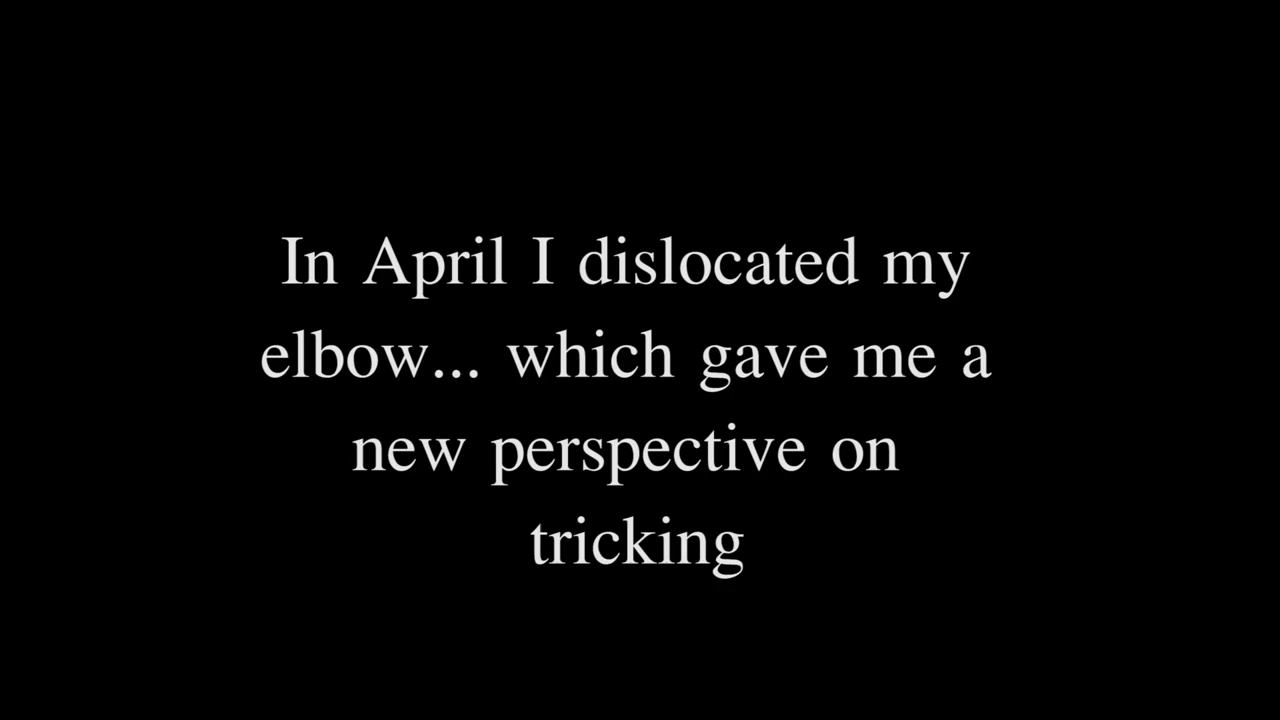 In April I dislocated my
elbow... which gave me a
new perspective on
tricking